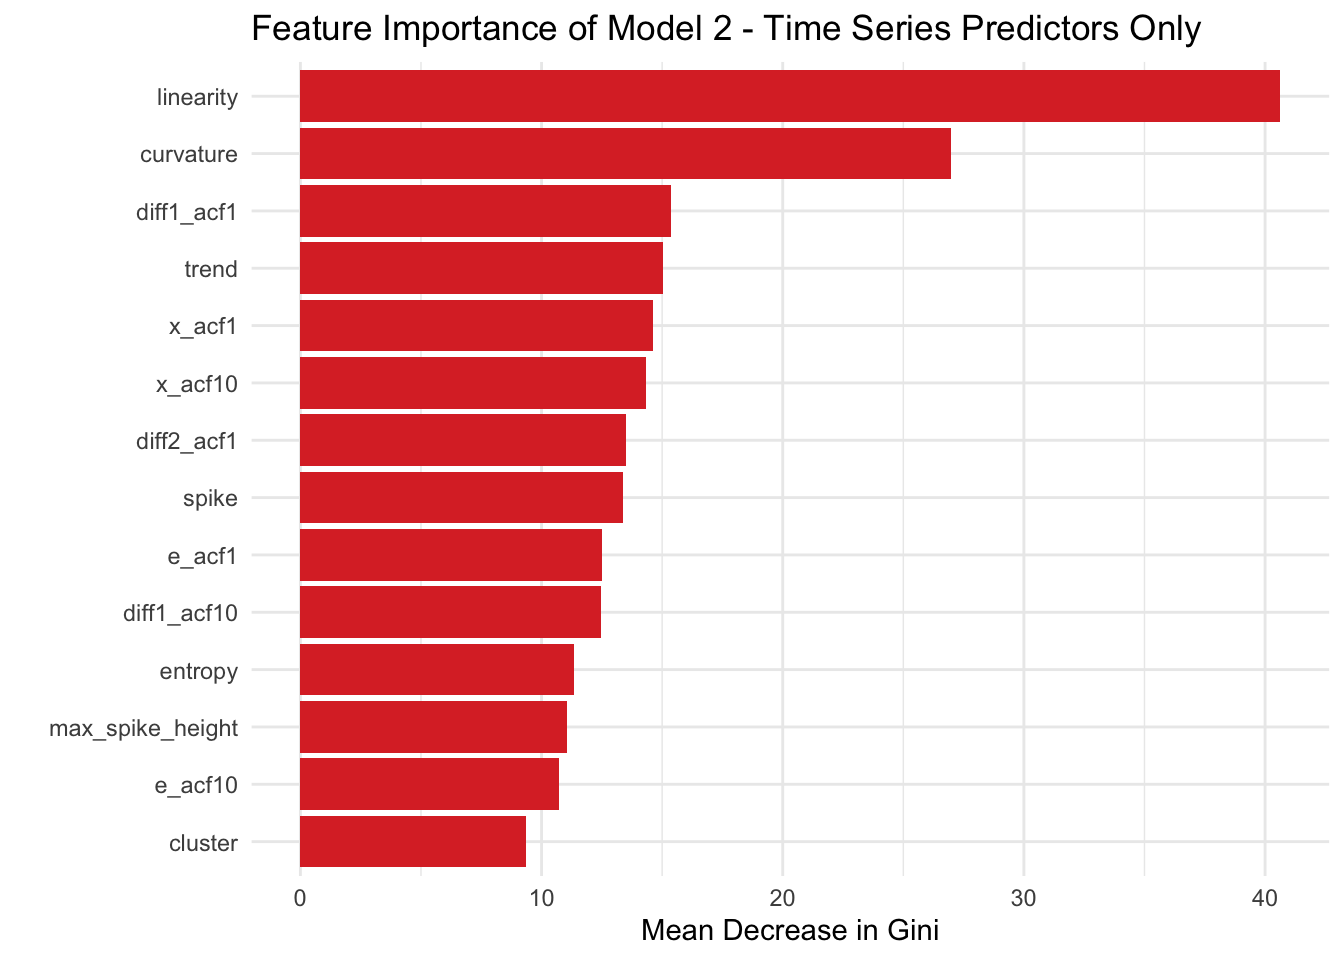 Feature Importance of Model 2 - Time Series Predictors Only
linearity
curvature
diff1_acf1
trend
x_acf1
x_acf10
diff2_acf1
spike
e_acf1
diff1_acf10
entropy
max_spike_height
e_acf10
cluster
0 10 20 30 40
Mean Decrease in Gini